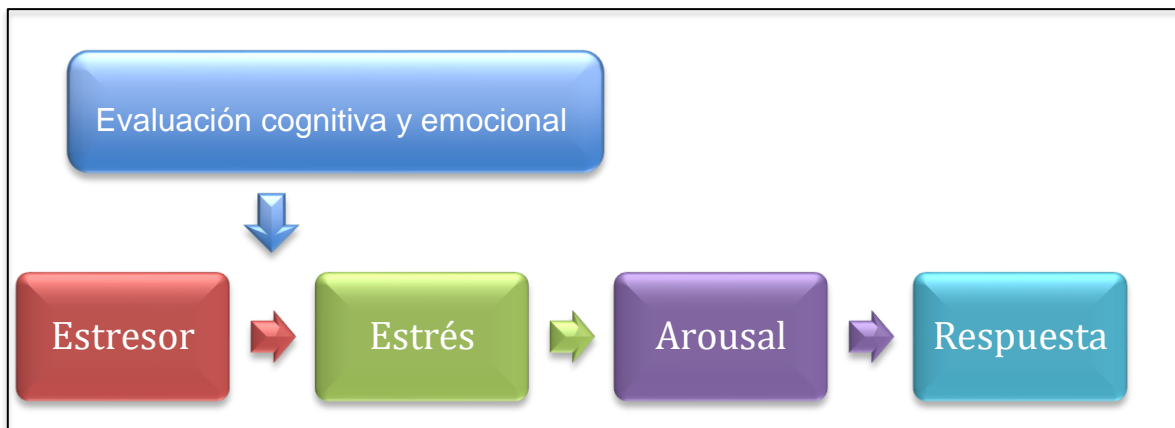 Evaluación cognitiva y emocional
Estresor
Estrés
Arousal
Respuesta